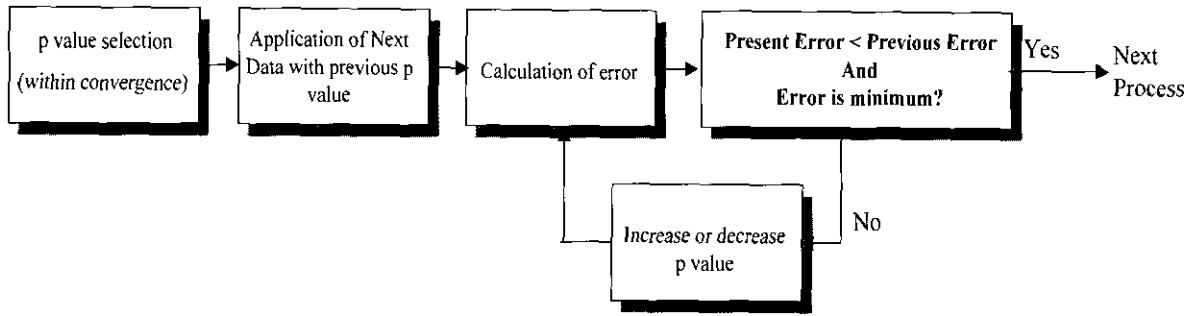 p value selection
(within convergence)
Application of Next
Data with previous p
value
Calculation of error
Present Error < Previous Error
And
Error is minimum?
Yes
Next
Process
No
Increase or decrease
p value